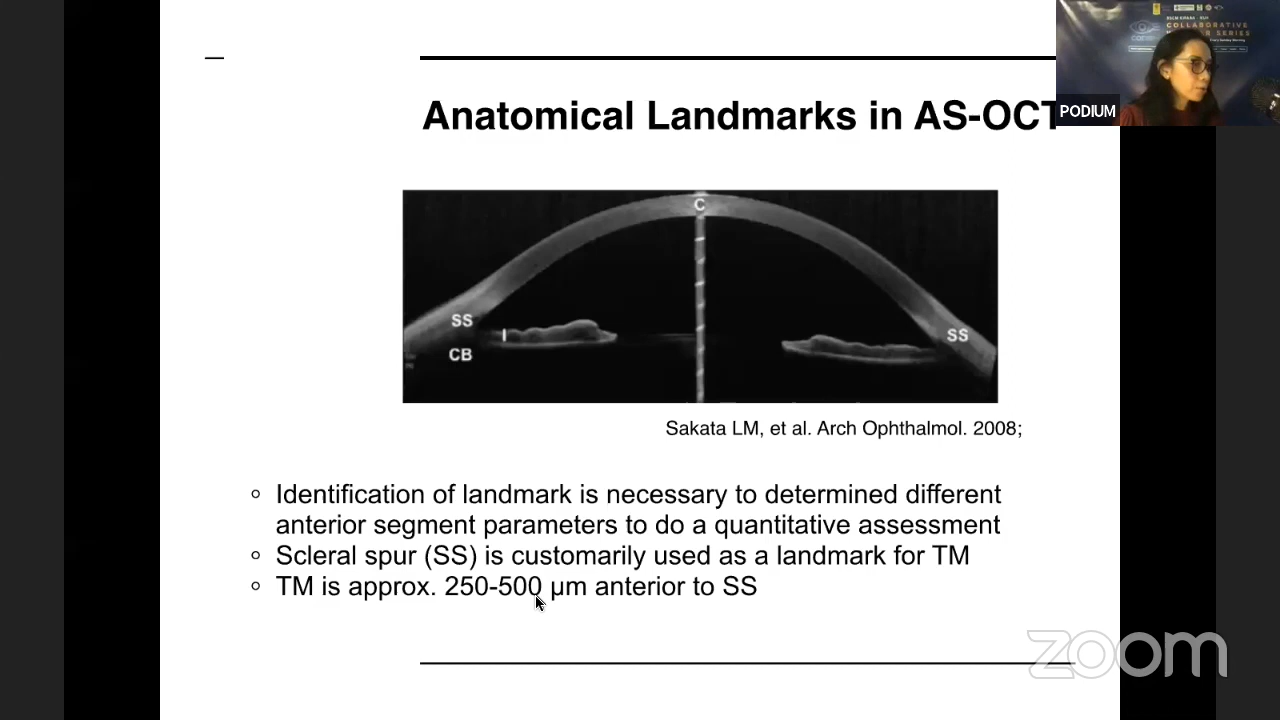 COLLABORATIVE
PODIUM
Anatomical Landmarks in AS-OCT
C
SS
SS
I
CB
Sakata LM, et al. Arch Ophthalmol. 2008;
Identification of landmark is necessary to determined different
anterior segment parameters to do a quantitative assessment
Scleral spur (SS) is customarily used as a landmark for TM
TM is approx. 250-500 µm anterior to SS
zoom